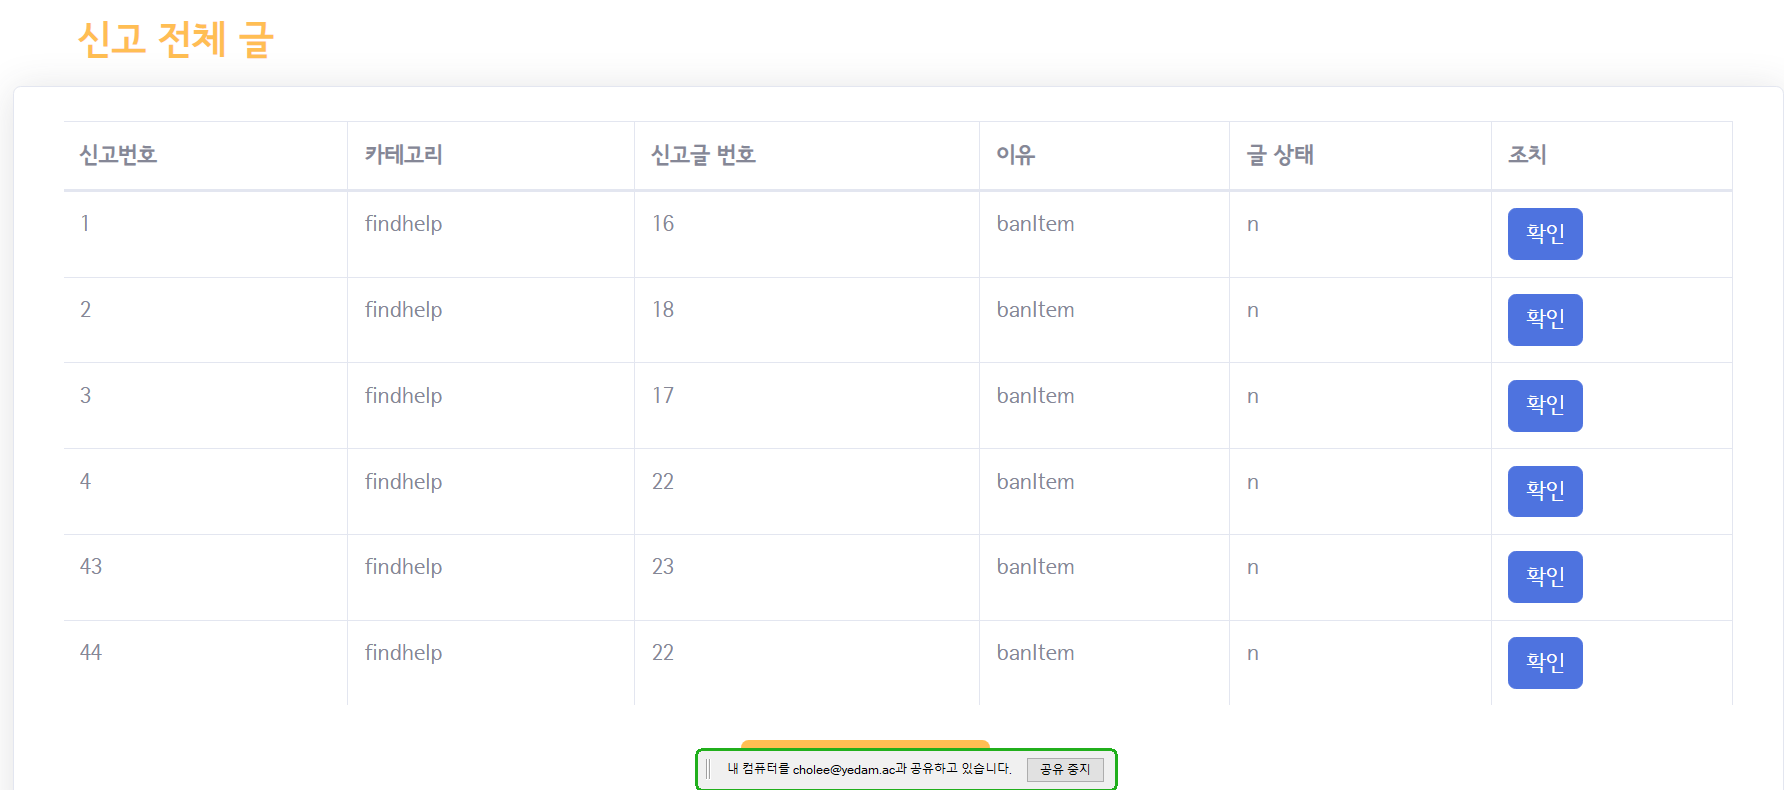 신고 전체 글
신고번호 카테고리 신고글 번호 이유 글 상태 조치
1 findhelp 16 banItem n 확인
2 findhelp 18 banItem n 확인
3 findhelp 17 banItem n 확인
4 findhelp 22 banItem n 확인
43 findhelp 23 banItem n 확인
44 findhelp 22 banItem n 확인
내 컴퓨터를 cholee@yedam.ac과 공유하고 있습니다. 공유 중지